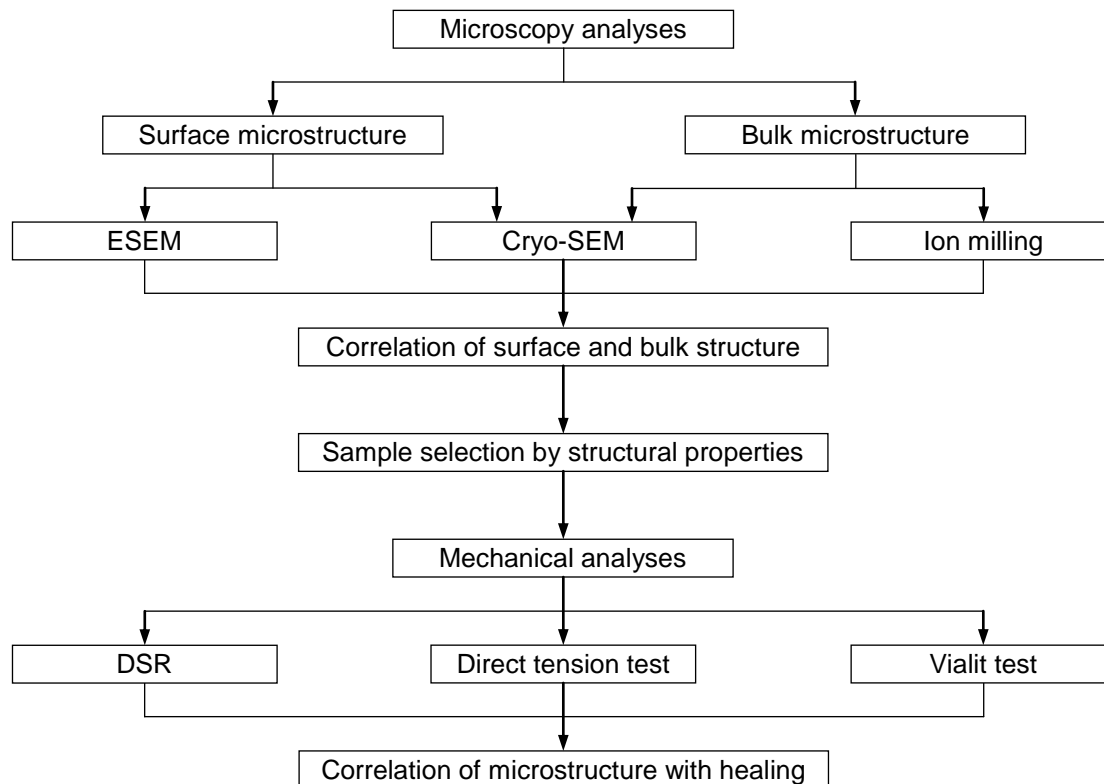 Microscopy analyses
Surface microstructure
Bulk microstructure
ESEM
Cryo-SEM
Ion milling
Correlation of surface and bulk structure
Sample selection by structural properties
Mechanical analyses
DSR
Direct tension test
Vialit test
Correlation of microstructure with healing